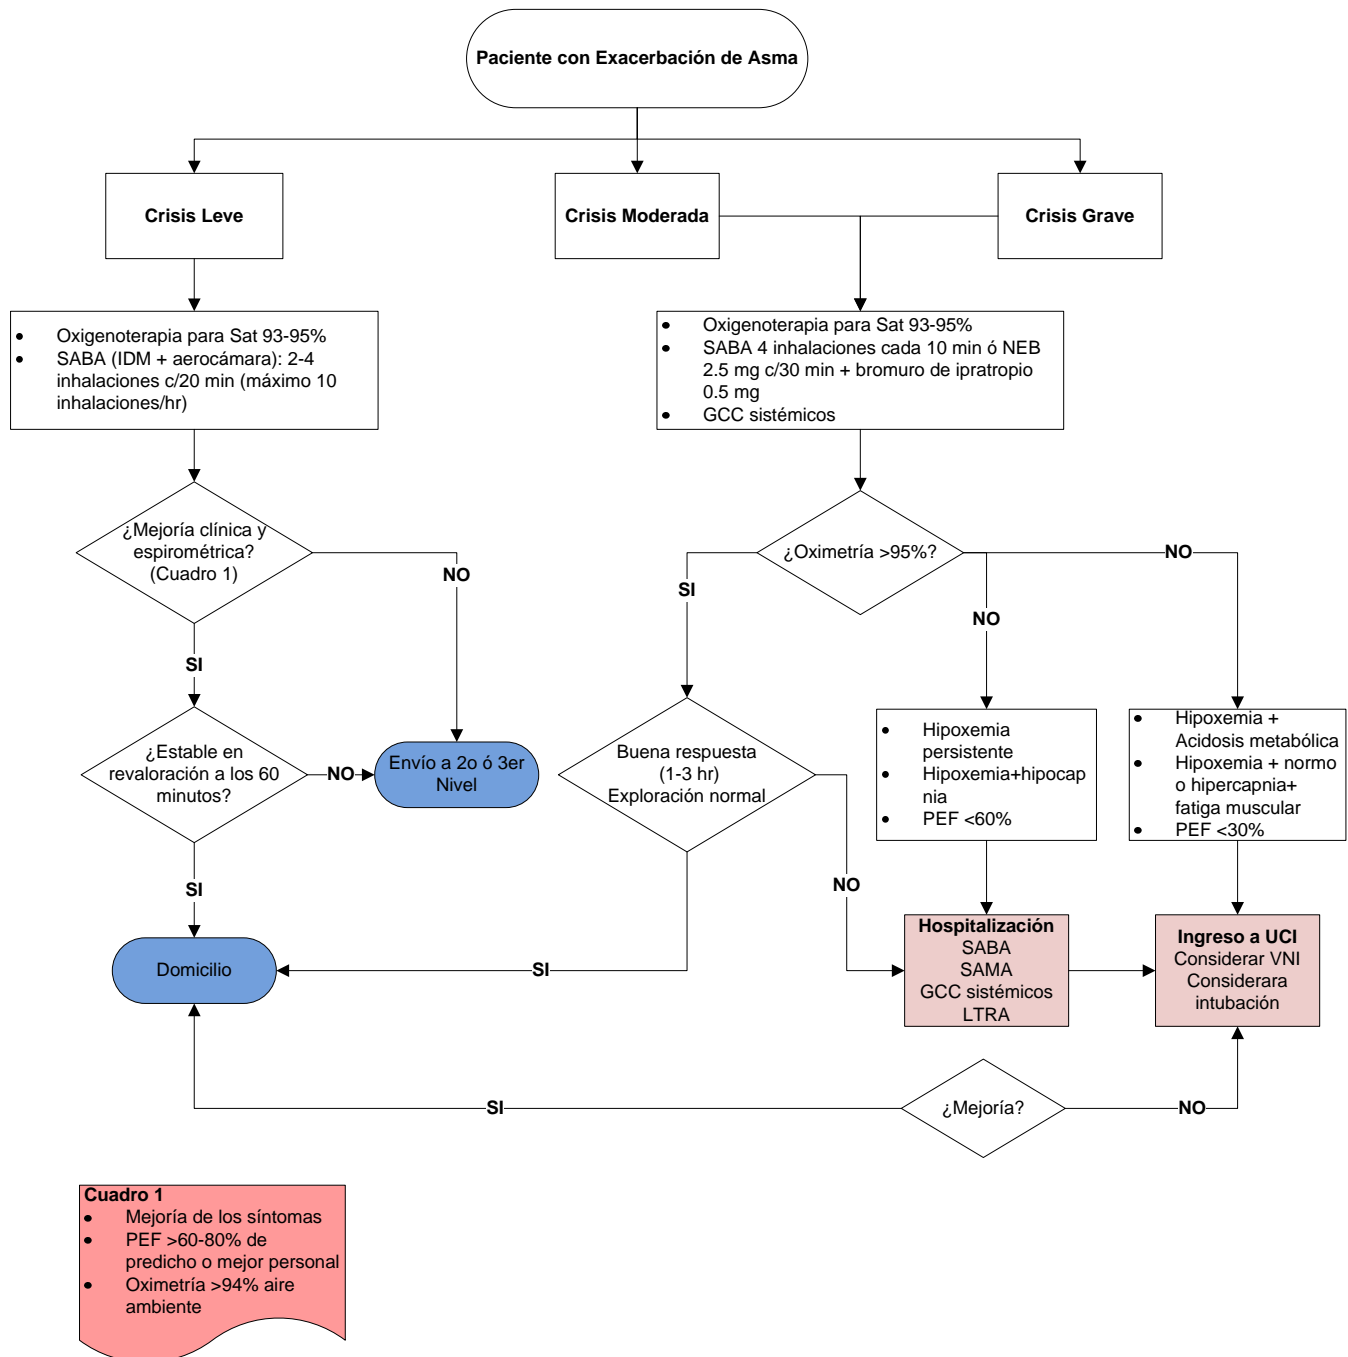 Paciente con Exacerbación de Asma
Crisis Leve
Crisis Moderada
Crisis Grave
• Oxigenoterapia para Sat 93-95%
• SABA (IDM + aerocámara): 2-4
inhalaciones c/20 min (máximo 10
inhalaciones/hr)
• Oxigenoterapia para Sat 93-95%
• SABA 4 inhalaciones cada 10 min ó NEB
2.5 mg c/30 min + bromuro de ipratropio
0.5 mg
• GCC sistémicos
¿Mejoría clínica y
espirométrica?
(Cuadro 1)
NO
SI
¿Oximetría >95%?
SI
NO
NO
¿Estable en
revaloración a los 60
minutos?
NO
Envío a 2o ó 3er
Nivel
SI
Buena respuesta
(1-3 hr)
Exploración normal
NO
SI
• Hipoxemia
persistente
• Hipoxemia+hipocap
nia
• PEF <60%
• Hipoxemia +
Acidosis metabólica
• Hipoxemia + normo
o hipercapnia+
fatiga muscular
• PEF <30%
Domicilio
Hospitalización
SABA
SAMA
GCC sistémicos
LTRA
Ingreso a UCI
Considerar VNI
Considerara
intubación
SI
¿Mejoría?
NO
Cuadro 1
• Mejoría de los síntomas
• PEF >60-80% de
predicho o mejor personal
• Oximetría >94% aire
ambiente